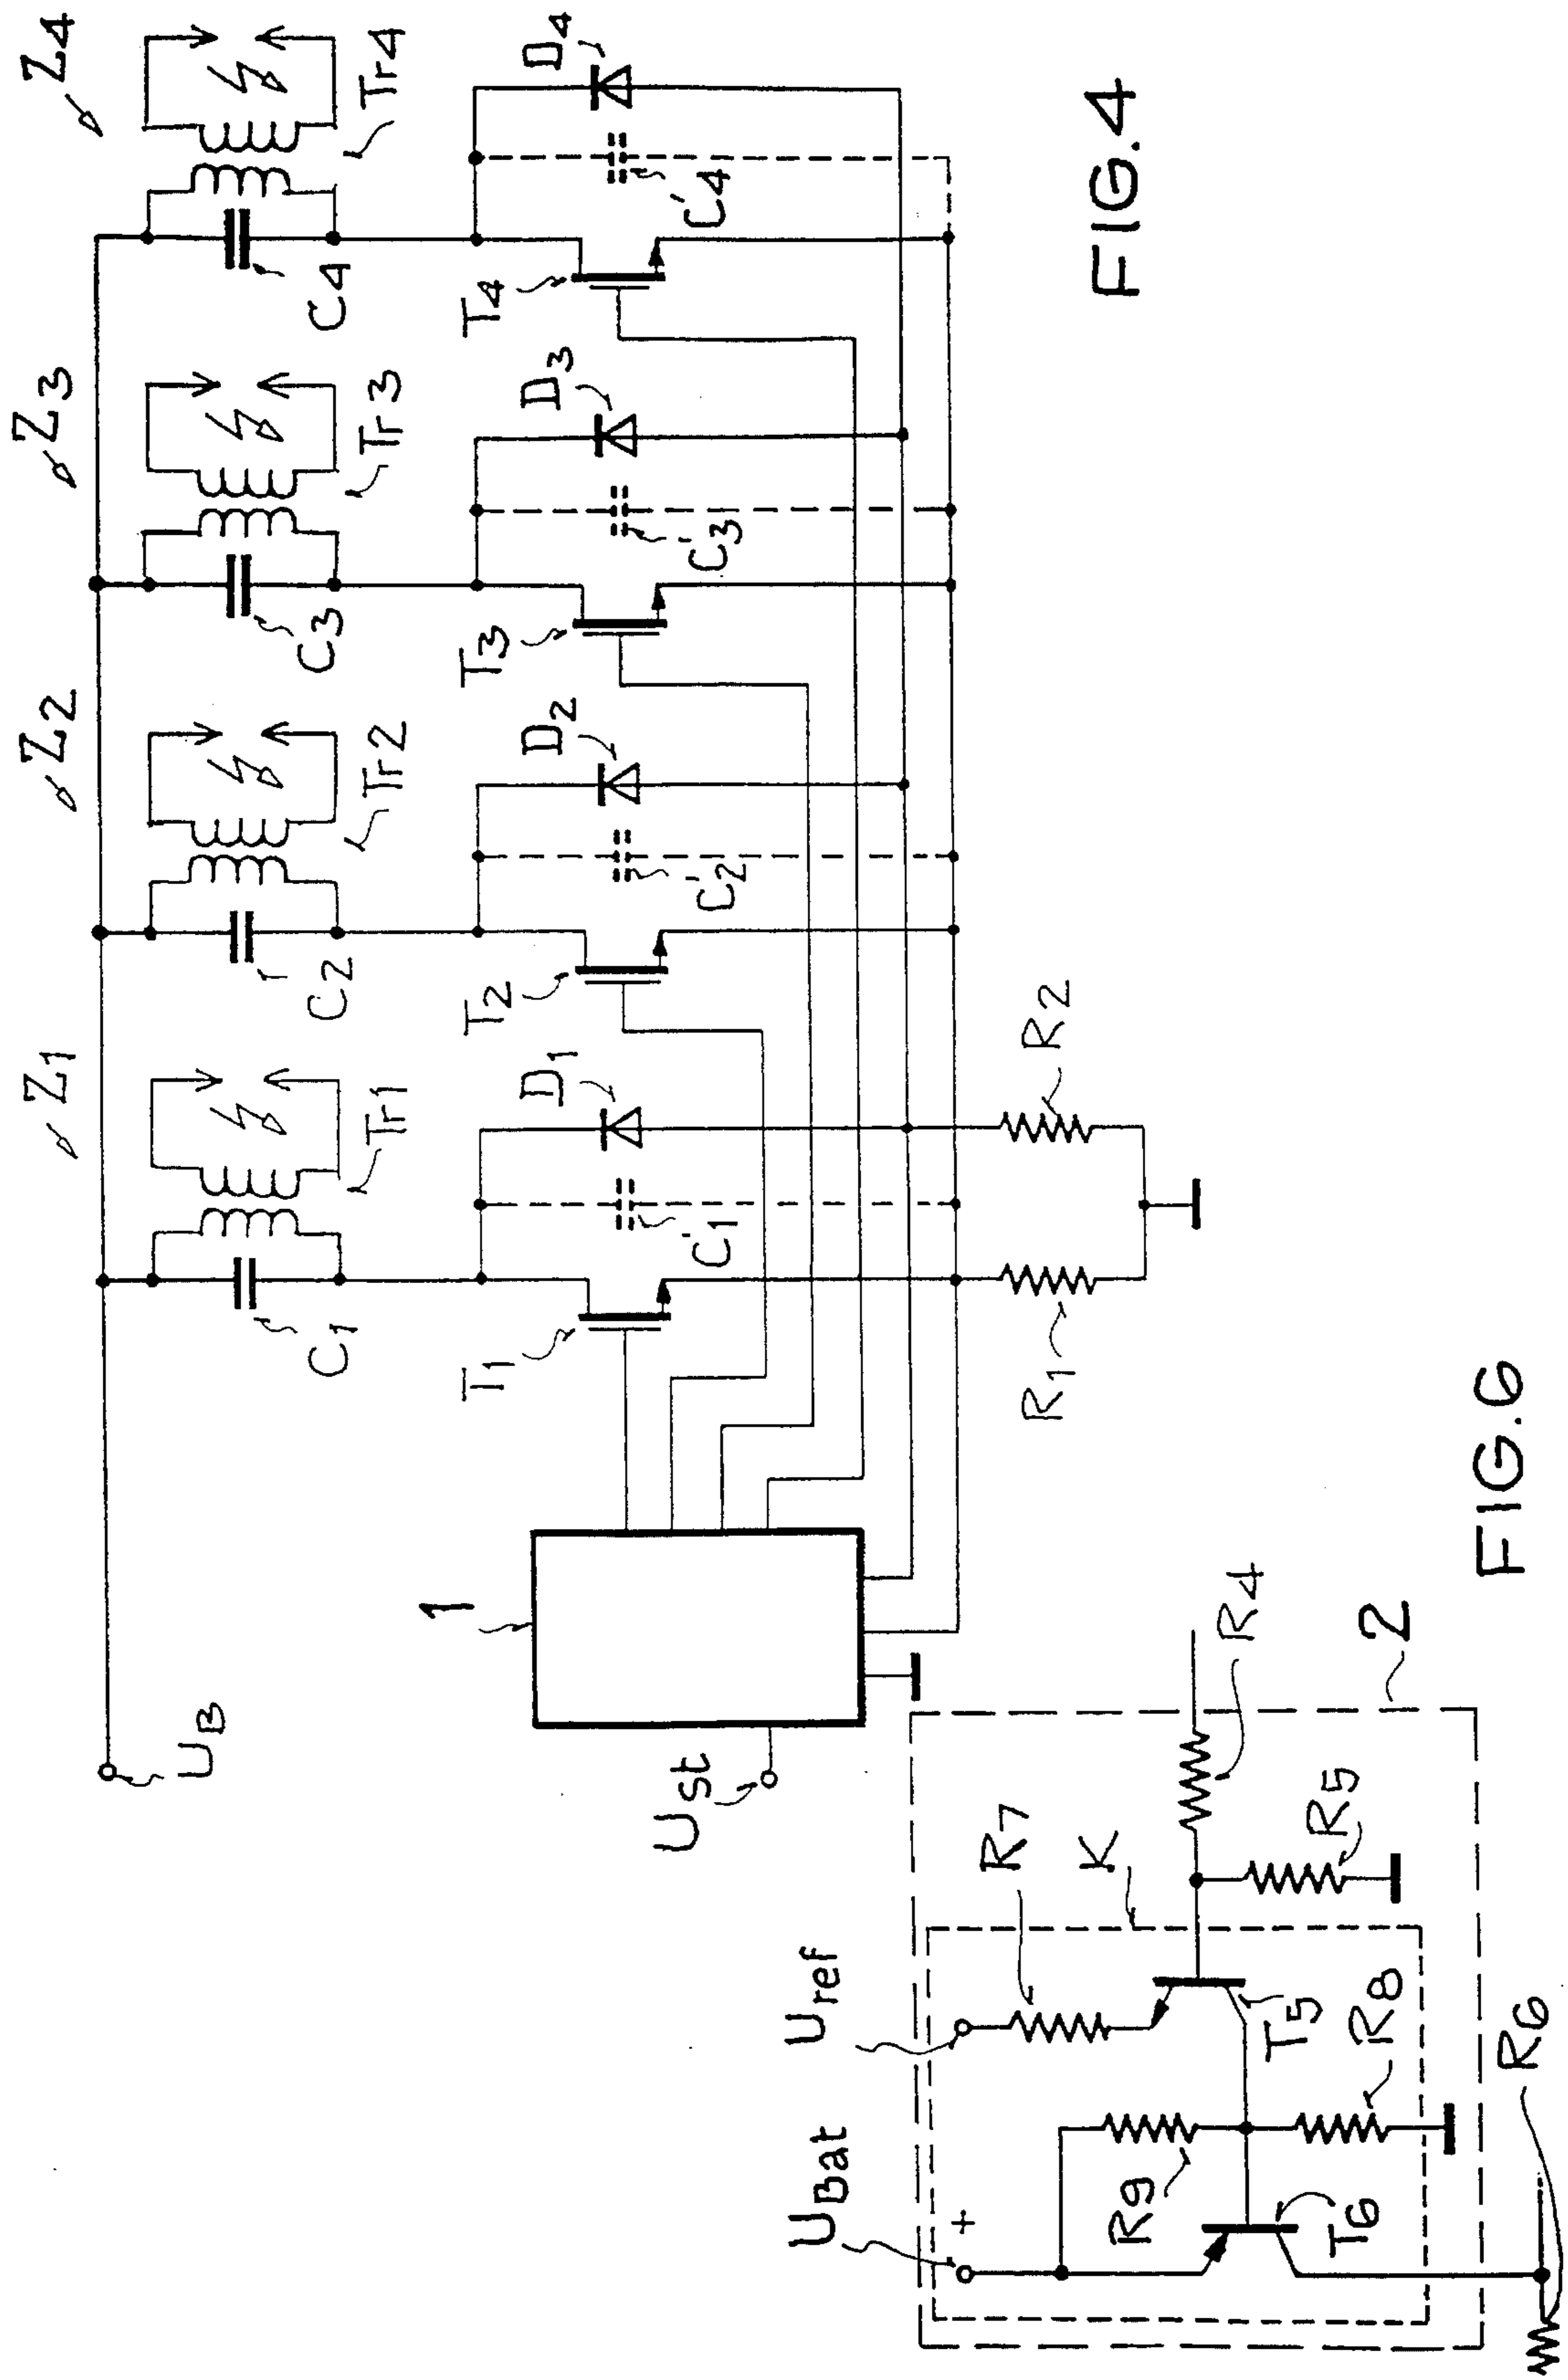 Z1
Z2
Z3
Z4
Tr1
Tr2
Tr3
Tr4
C1
C2
C3
C4
T1
T2
T3
T4
D1
D2
D3
D4
C'1
C'2
C'3
C'4
UB
1
Ust
R1
R2
FIG.4
UBat
+
Uref
R7
K
R4
2
R5
R9
T6
T5
R8
R6
FIG.6